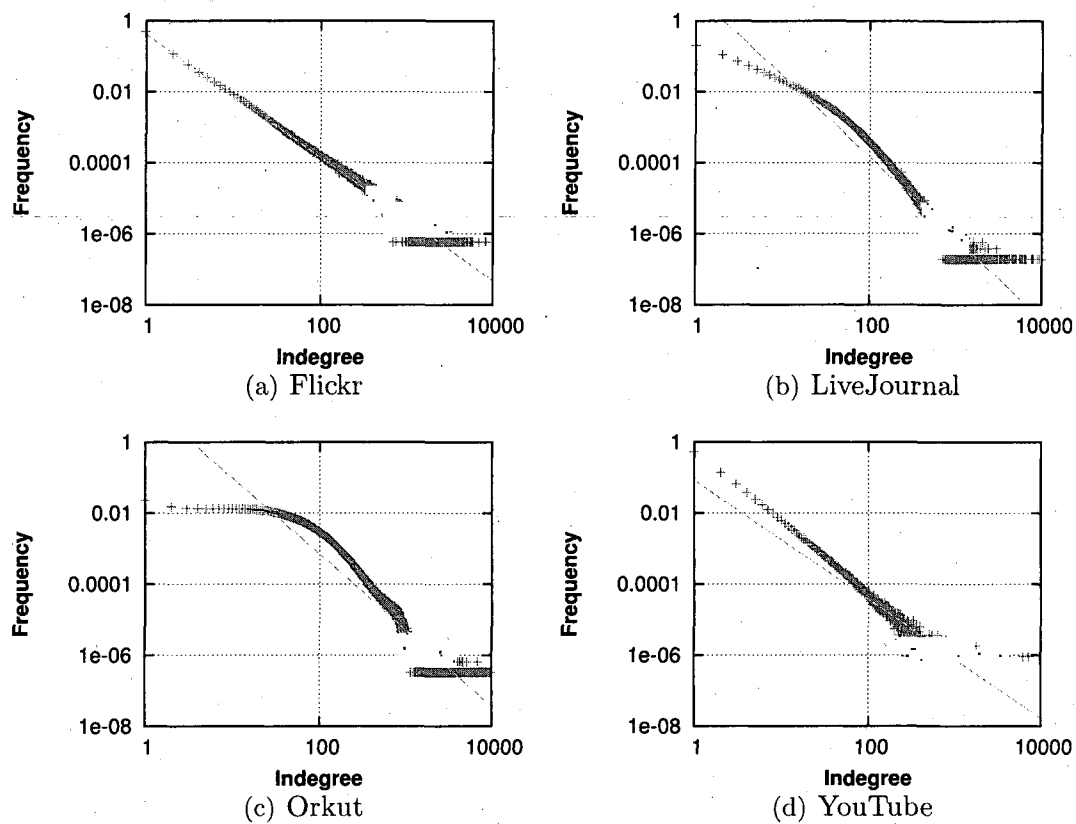 1
0.01
0.0001
1e-06
1e-08
Frequency
1 100 10000
Indegree
(a) Flickr
1
0.01
0.0001
1e-06
1e-08
Frequency
1 100 10000
Indegree
(b) LiveJournal
1
0.01
0.0001
1e-06
1e-08
Frequency
1 100 10000
Indegree
(c) Orkut
1
0.01
0.0001
1e-06
1e-08
Frequency
1 100 10000
Indegree
(d) YouTube